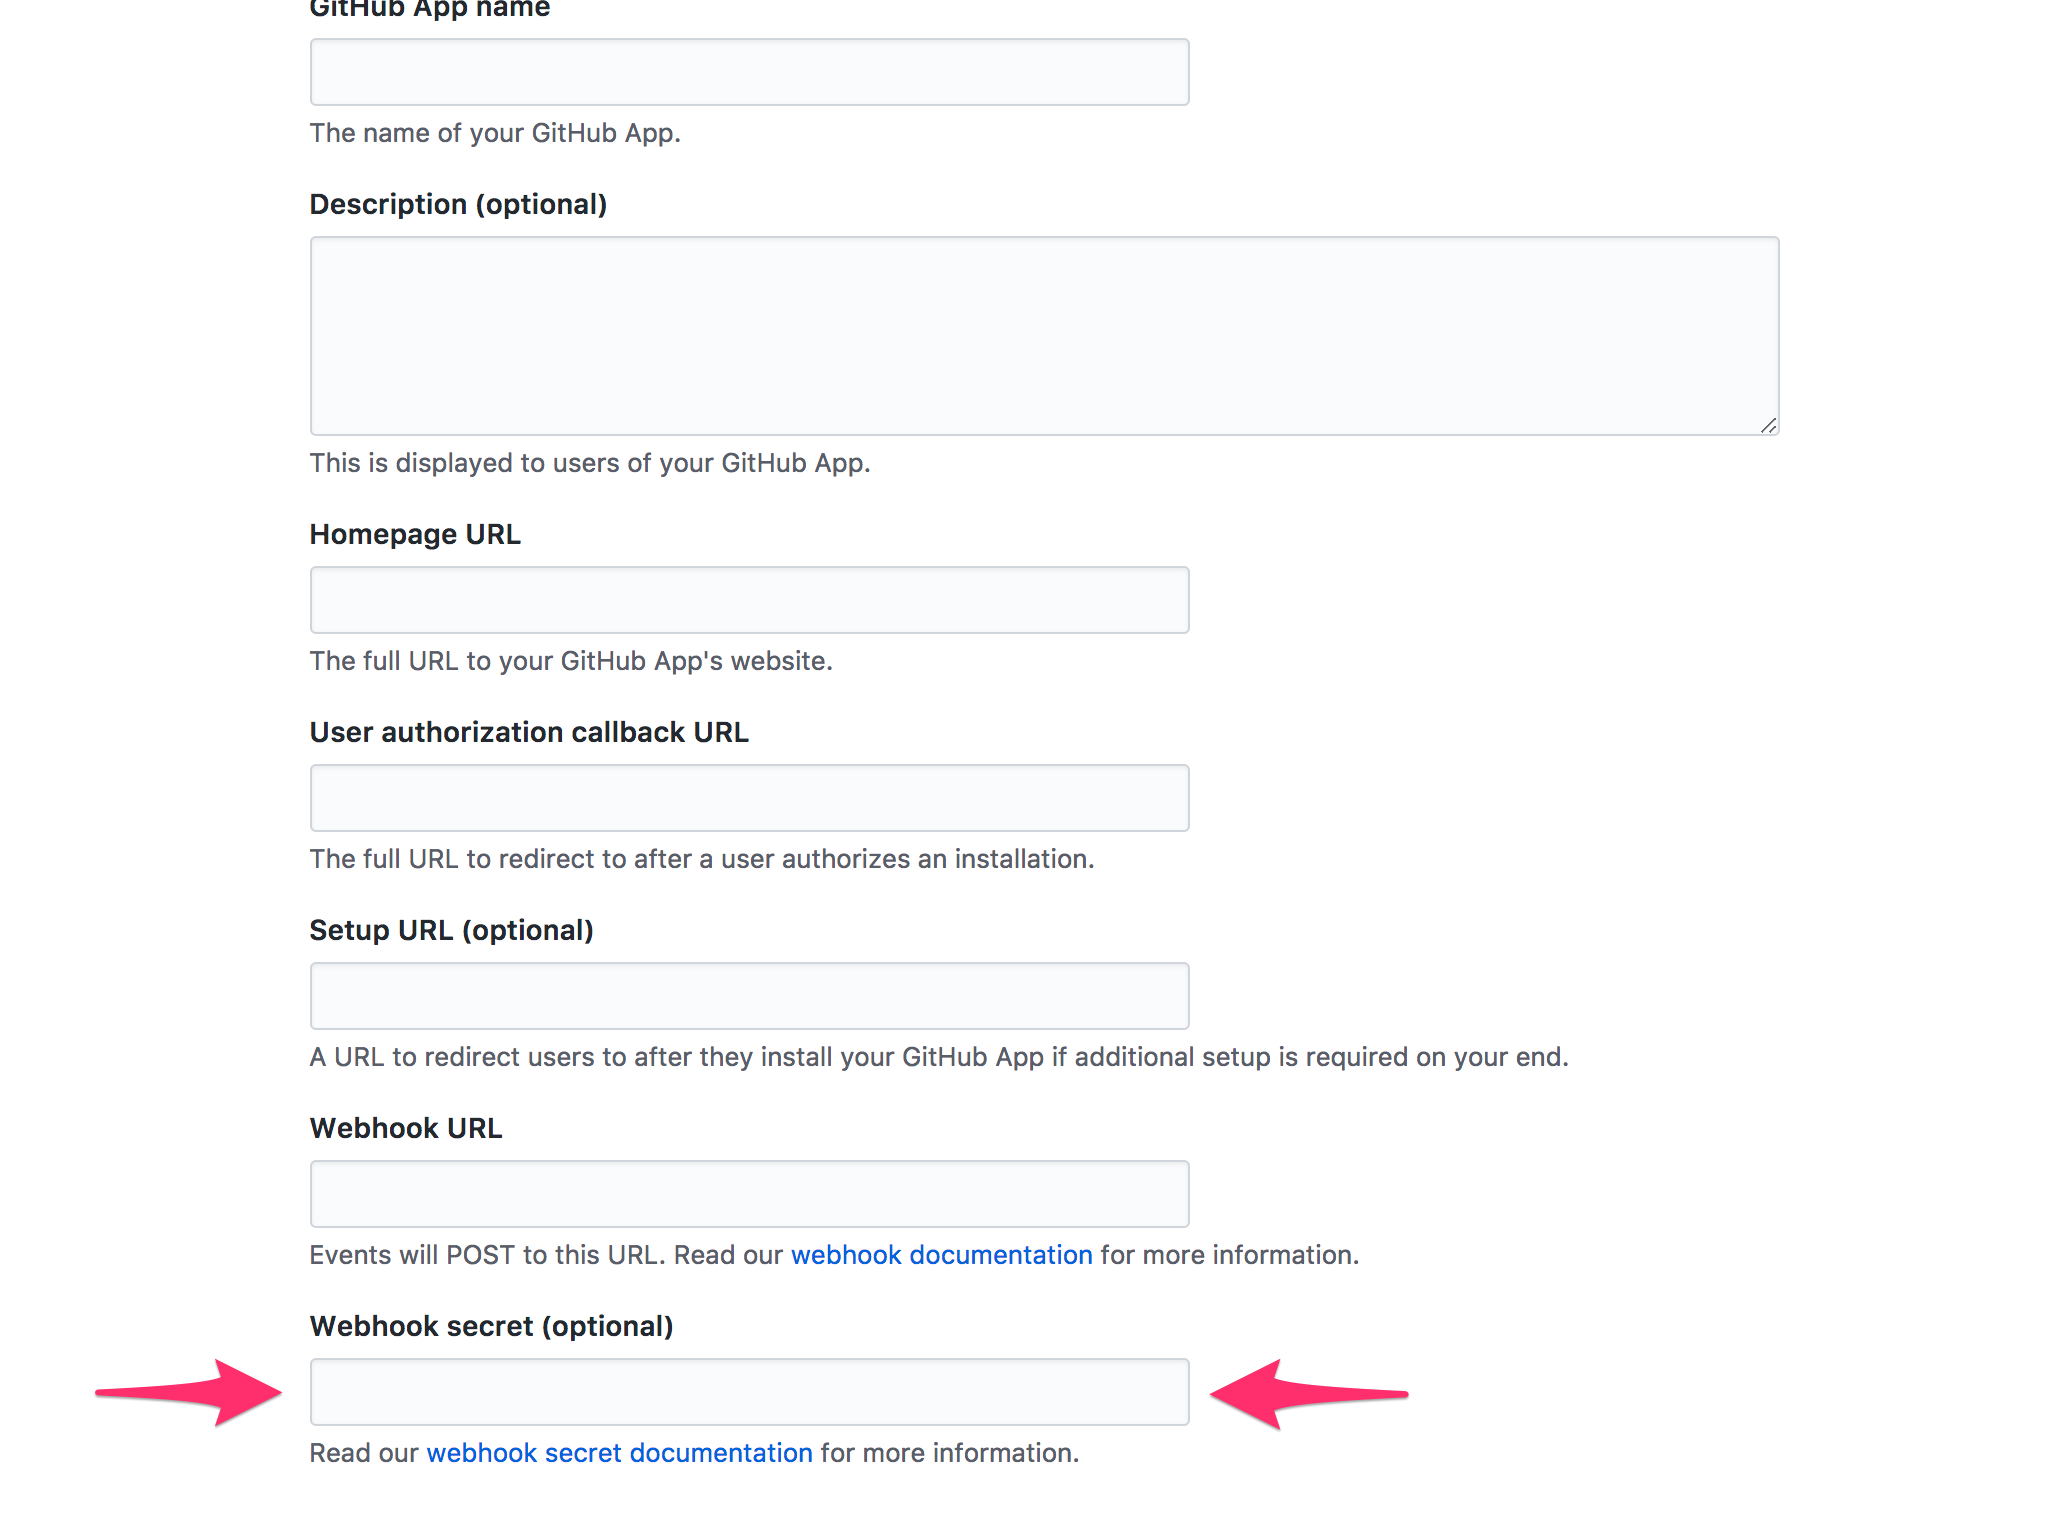 GitHub App name
The name of your GitHub App.
Description (optional)
This is displayed to users of your GitHub App.
Homepage URL
The full URL to your GitHub App's website.
User authorization callback URL
The full URL to redirect to after a user authorizes an installation.
Setup URL (optional)
A URL to redirect users to after they install your GitHub App if additional setup is required on your end.
Webhook URL
Events will POST to this URL. Read our webhook documentation for more information.
Webhook secret (optional)
Read our webhook secret documentation for more information.